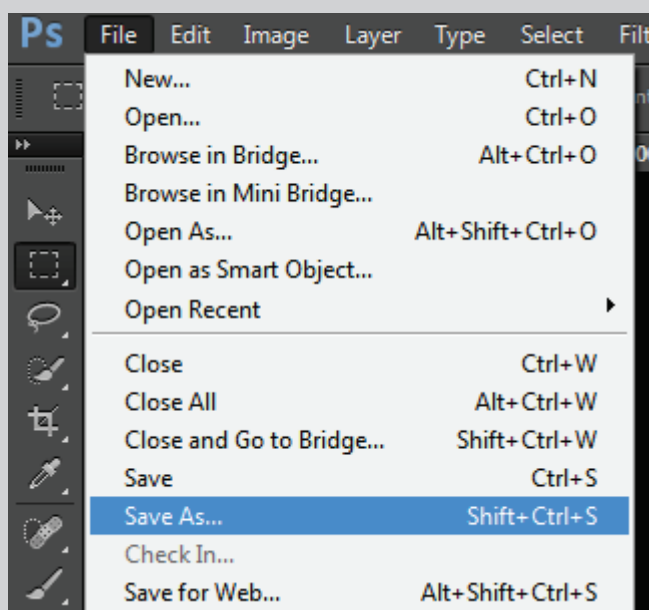 Ps File Edit Image Layer Type Select Filt
New... Ctrl+N
Open... Ctrl+O
Browse in Bridge... Alt+Ctrl+O
Browse in Mini Bridge...
Open As... Alt+Shift+Ctrl+O
Open as Smart Object...
Open Recent
Close Ctrl+W
Close All Alt+Ctrl+W
Close and Go to Bridge... Shift+Ctrl+W
Save Ctrl+S
Save As... Shift+Ctrl+S
Check In...
Save for Web... Alt+Shift+Ctrl+S